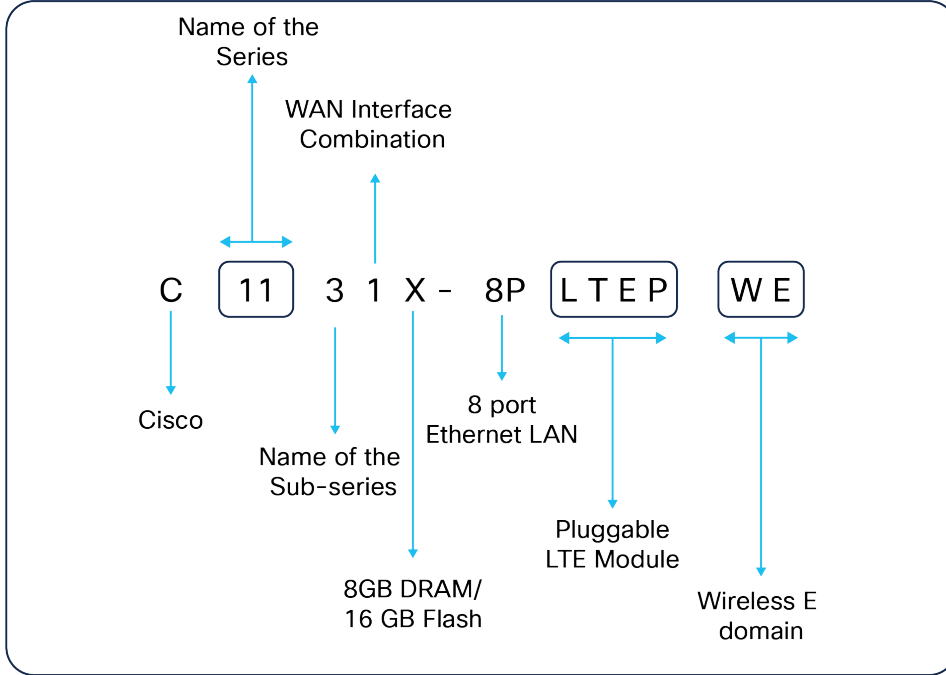 Name of the
Series
WAN Interface
Combination
C 11 3 1 X - 8P LTEP WE
Cisco
8 port
Ethernet LAN
Name of the
Sub-series
Pluggable
LTE Module
8GB DRAM/
16 GB Flash
Wireless E
domain